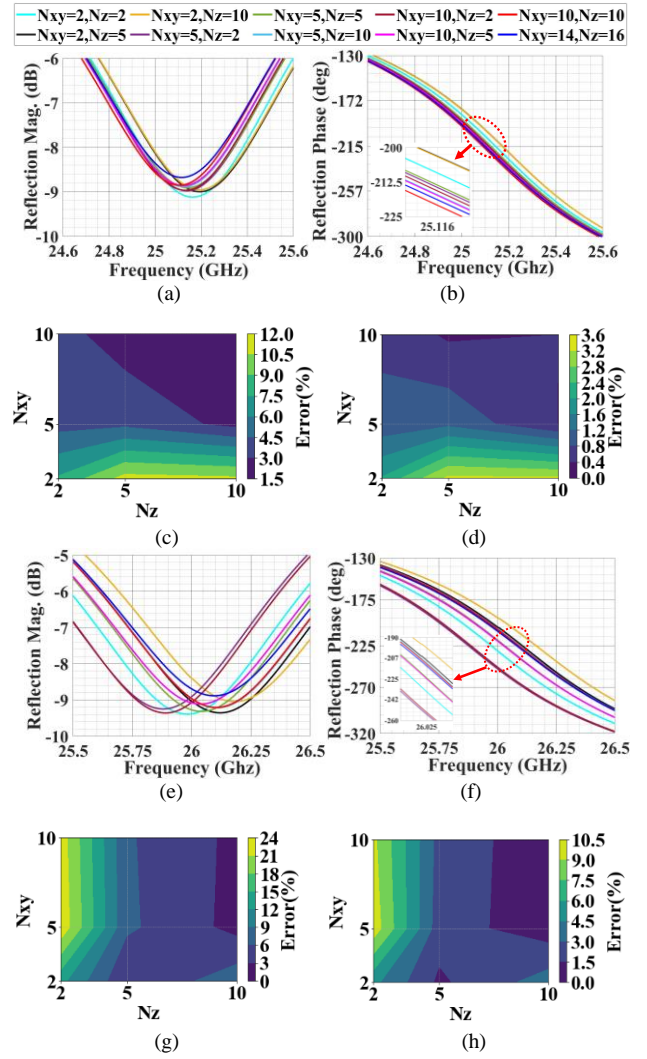 Nxy=2,Nz=2 Nxy=2,Nz=10 Nxy=5,Nz=5 Nxy=10,Nz=2 Nxy=10,Nz=10
Nxy=2,Nz=5 Nxy=5,Nz=2 Nxy=5,Nz=10 Nxy=10,Nz=5 Nxy=14,Nz=16
Reflection Mag. (dB)
-6
-7
-8
-9
-10
24.6 24.8 25 25.2 25.4 25.6
Frequency (GHz)
(a)
Reflection Phase (deg)
-130
-172
-215
-257
-300
-200
-212.5
-225
25.116
24.6 24.8 25 25.2 25.4 25.6
Frequency (Ghz)
(b)
Nxy
10
5
2
2 5 10
Nz
12.0
10.5
9.0
7.5
6.0
4.5
3.0
1.5
Error(%)
(c)
Nxy
10
5
2
2 5 10
Nz
3.6
3.2
2.8
2.4
2.0
1.6
1.2
0.8
0.4
0.0
Error(%)
(d)
Reflection Mag. (dB)
-5
-6
-7
-8
-9
-10
25.5 25.75 26 26.25 26.5
Frequency (Ghz)
(e)
Reflection Phase (deg)
-130
-175
-225
-270
-320
-190
-207
-225
-242
-260
26.025
25.5 25.75 26 26.25 26.5
Frequency (GHz)
(f)
Nxy
10
5
2
2 5 10
Nz
24
21
18
15
12
9
6
3
0
Error(%)
(g)
Nxy
10
5
2
2 5 10
Nz
10.5
9.0
7.5
6.0
4.5
3.0
1.5
0.0
Error(%)
(h)